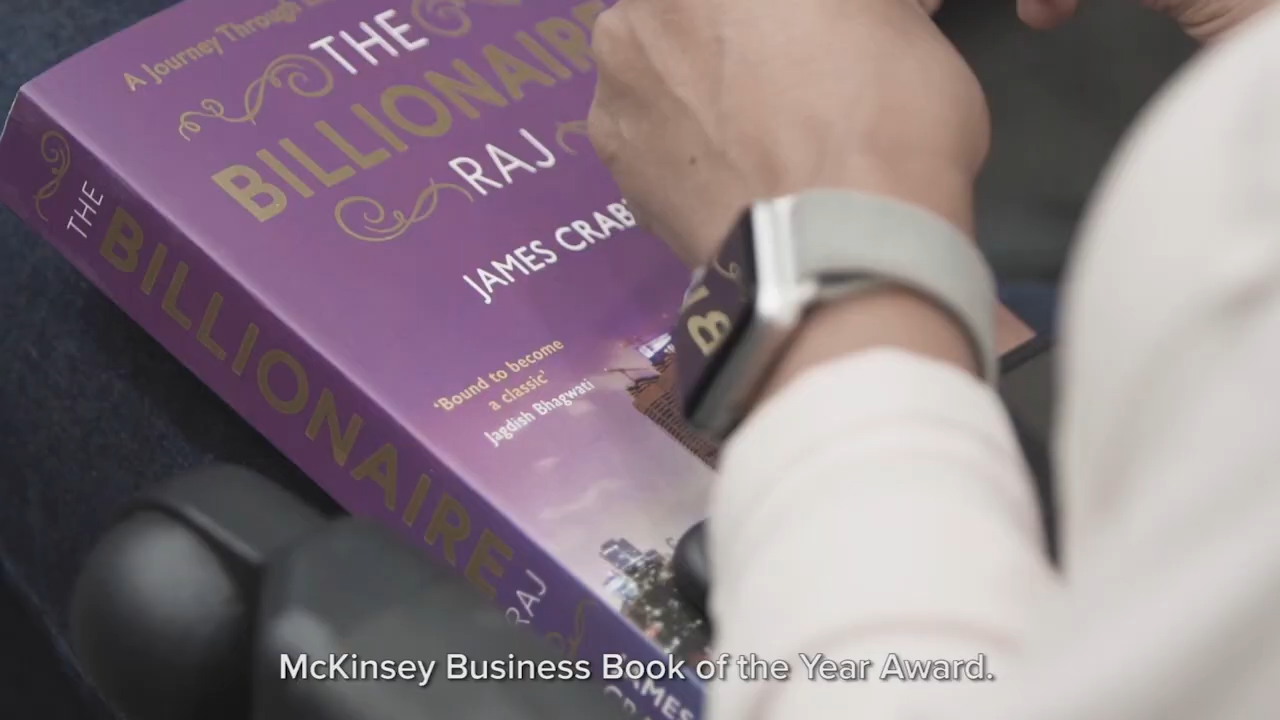 A Journey Through
THE
BILLIONAIRE
RAJ
JAMES CRAB
'Bound to become
a classic'
Jagdish Bhagwati
THE BILLIONAIRE RAJ
JAMES
B
McKinsey Business Book of the Year Award.